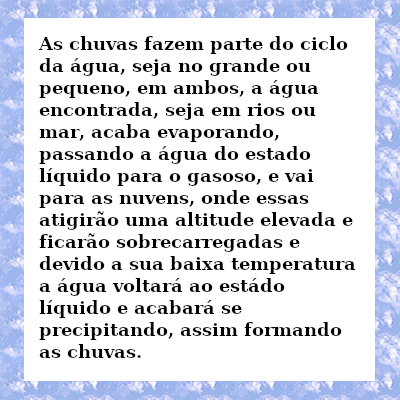 As chuvas fazem parte do ciclo
da água, seja no grande ou
pequeno, em ambos, a água
encontrada, seja em rios ou
mar, acaba evaporando,
passando a água do estado
líquido para o gasoso, e vai
para as nuvens, onde essas
atigirão uma altitude elevada e
ficarão sobrecarregadas e
devido a sua baixa temperatura
a água voltará ao estádo
líquido e acabará se
precipitando, assim formando
as chuvas.